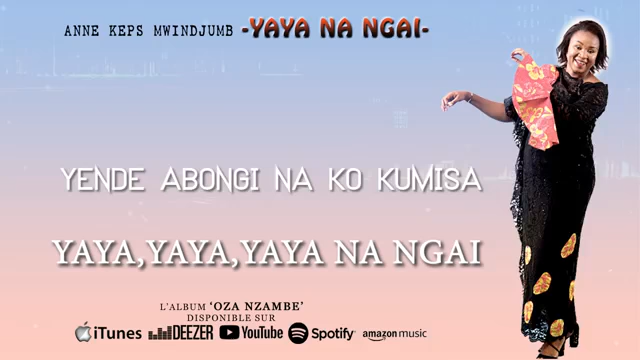 ANNE KEPS MWINDJUMB -YAYA NA NGAI-
YENDE ABONGI NA KO KUMISA
YAYA,YAYA,YAYA NA NGAI
L'ALBUM 'OZA NZAMBE'
DISPONIBLE SUR
iTunes DEEZER YouTube Spotify amazon music